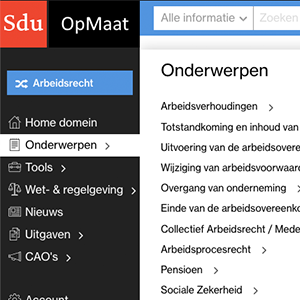 Sdu OpMaat
Alle informatie Zoeken
Arbeidsrecht
Home domein
Onderwerpen
Tools
Wet- & regelgeving
Nieuws
Uitgaven
CAO's
Account
Onderwerpen
Arbeidsverhoudingen
Totstandkoming en inhoud van
Uitvoering van de arbeidsovere
Wijziging van arbeidsvoorwaar
Overgang van onderneming
Einde van de arbeidsovereenko
Collectief Arbeidsrecht / Mede
Arbeidsprocesrecht
Pensioen
Sociale Zekerheid